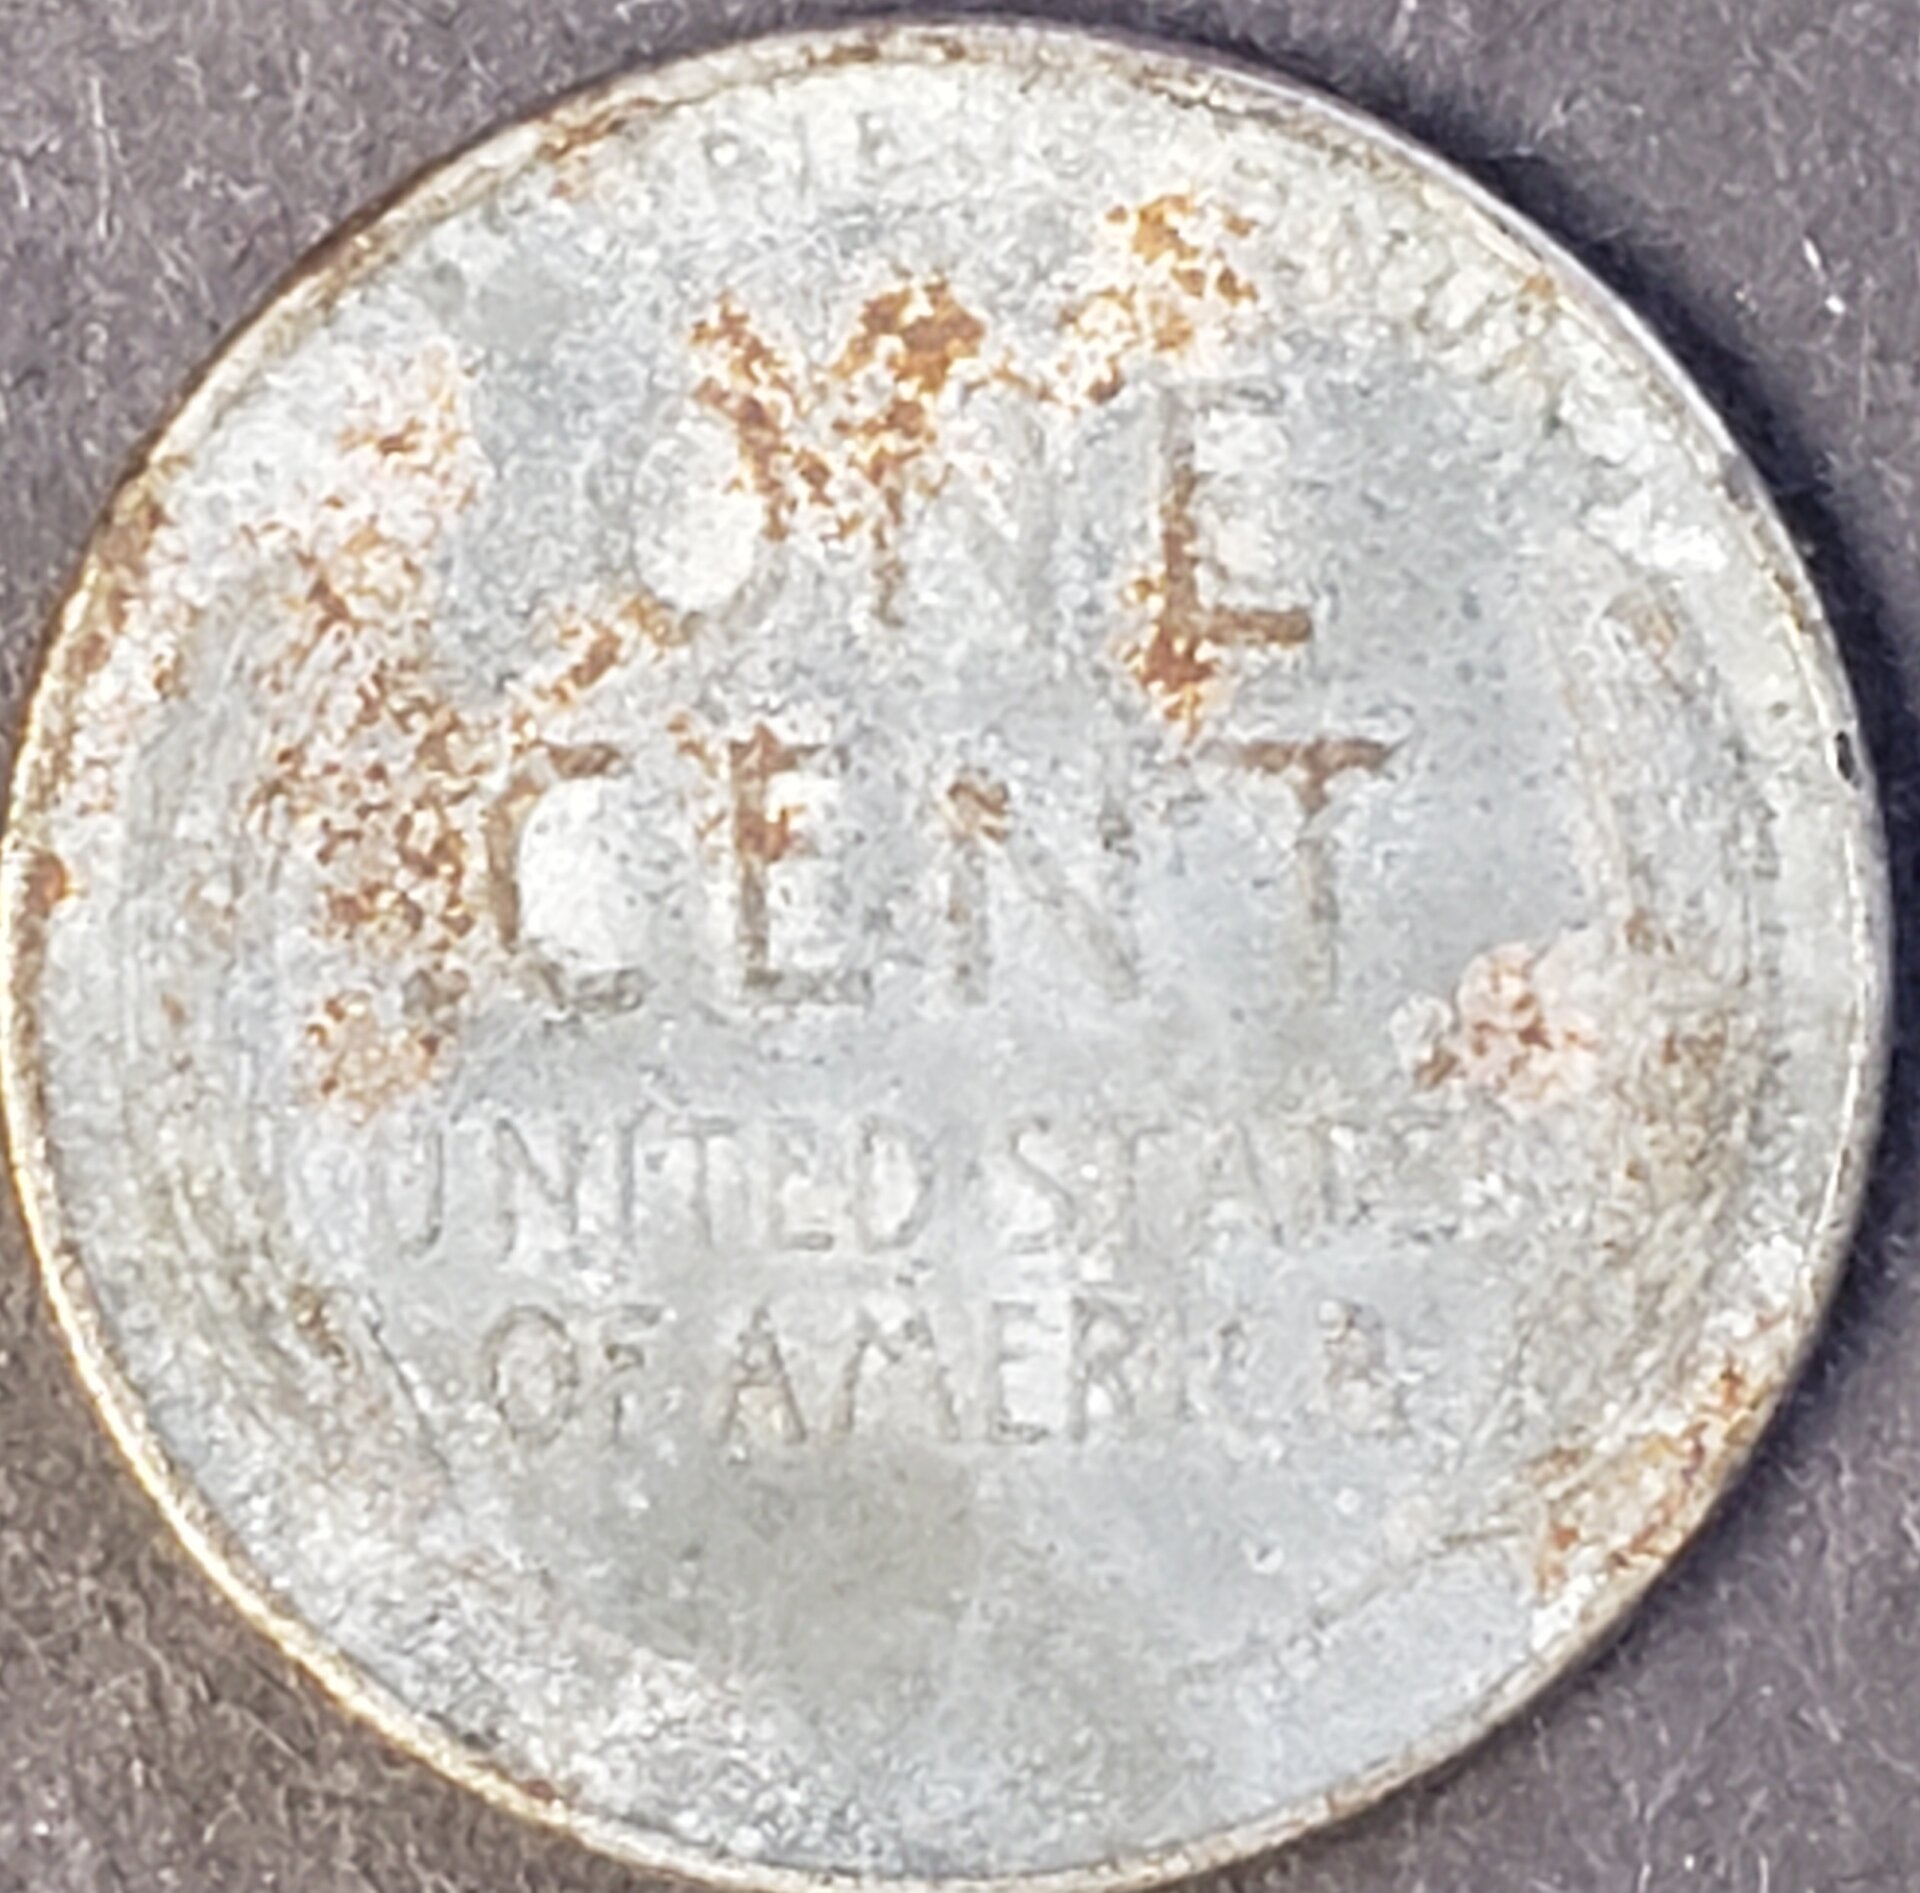 ONE
CENT
UNITED STATES
OF AMERICA